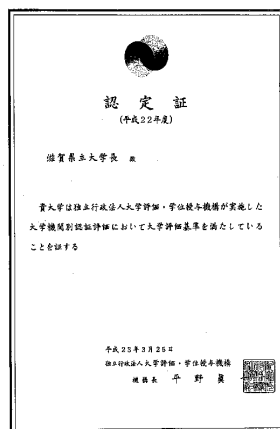 認定証
(平成22年度)
滋賀県立大学長 殿
貴大学は独立行政法人大学評価・学位授与機構が実施した
大学機関別認証評価において大学評価基準を満たしている
ことを証する
平成23年3月25日
独立行政法人大学評価・学位授与機構
機構長 平野眞一